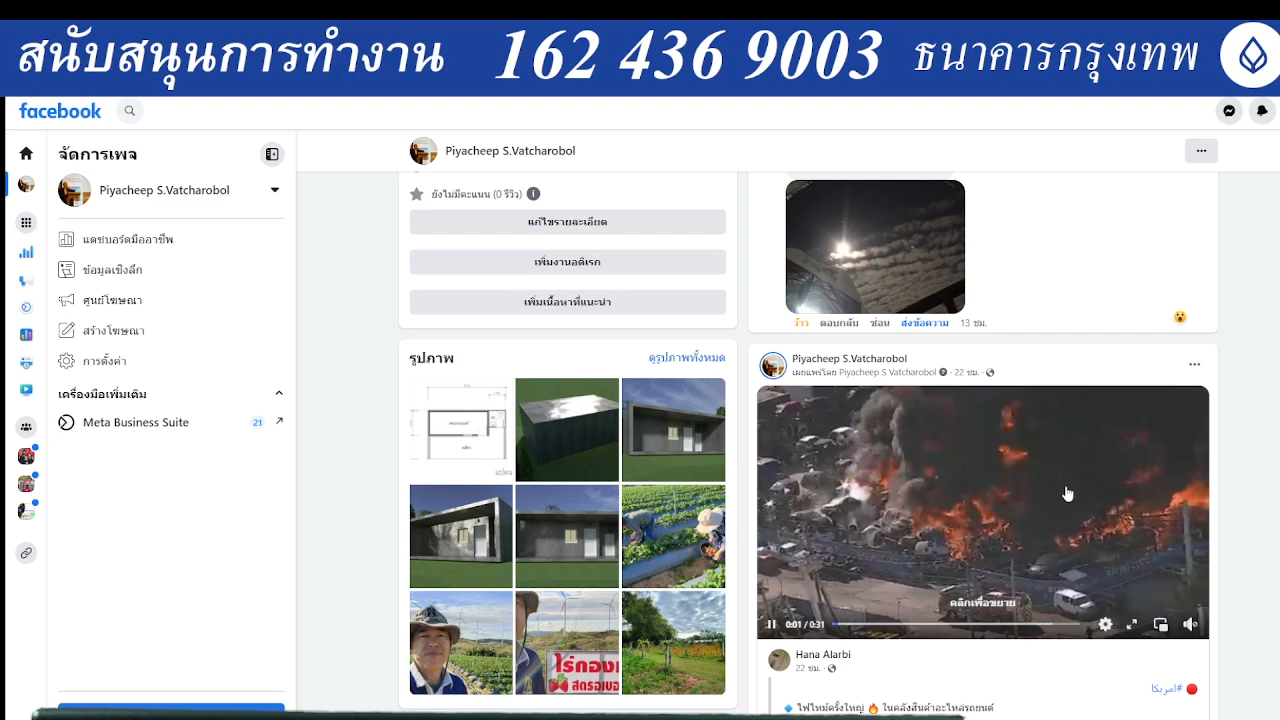 สนับสนุนการทำงาน 162 436 9003 ธนาคารกรุงเทพ
facebook
จัดการเพจ
Piyacheep S.Vatcharobol
แดชบอร์ดมืออาชีพ
ข้อมูลเชิงลึก
ศูนย์โฆษณา
สร้างโฆษณา
การตั้งค่า
เครื่องมือเพิ่มเติม
Meta Business Suite 21
Piyacheep S.Vatcharobol
ยังไม่มีคะแนน (0 รีวิว)
แก้ไขรายละเอียด
เพิ่มงานอดิเรก
เพิ่มเนื้อหาที่แนะนำ
รูปภาพ ดูรูปภาพทั้งหมด
แปลน
ไร่กอง
สตรอเบอ
ว้าว ตอบกลับ ซ่อน ส่งข้อความ 13 ชม.
Piyacheep S.Vatcharobol
เผยแพร่โดย Piyacheep S Vatcharobol · 22 ชม. ·
คลิกเพื่อขยาย
0:01 / 0:31
Hana Alarbi
22 ชม. ·
🔴 #امريكا
🔹 ไฟไหม้ครั้งใหญ่ 🔥 ในคลังสินค้าอะไหล่รถยนต์